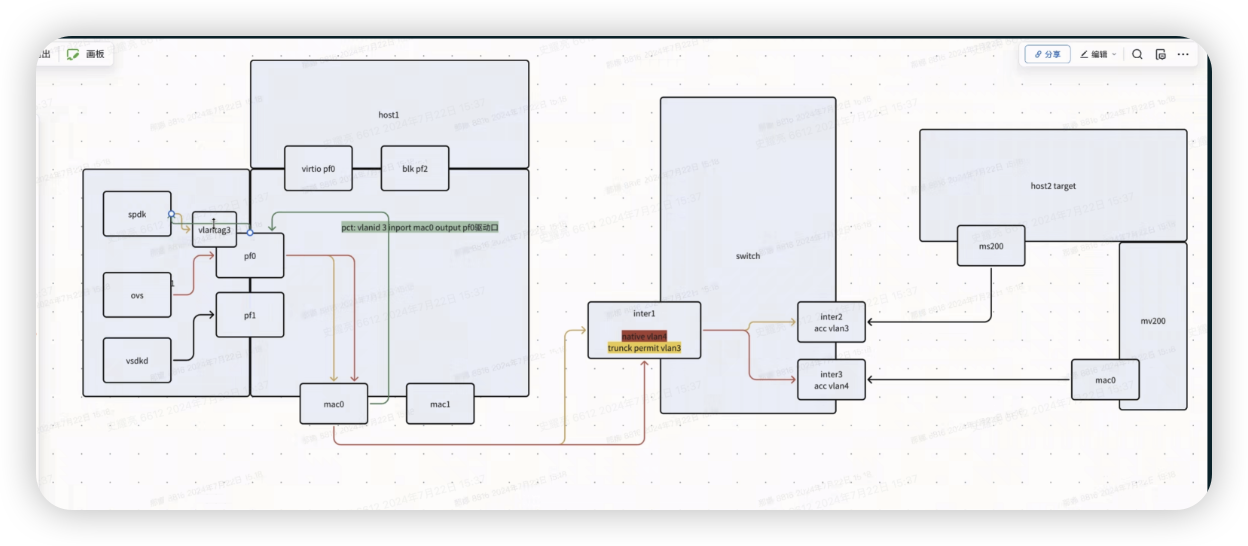 出
画板
分享
编辑
host1
virtio pf0
blk pf2
spdk
vlantag3
pct: vlanid 3 inport mac0 output pf0驱动口
pf0
ovs
1
pf1
vsdkd
mac0
mac1
switch
inter1
native vlan4
trunck permit vlan3
inter2
acc vlan3
inter3
acc vlan4
host2 target
ms200
mv200
mac0